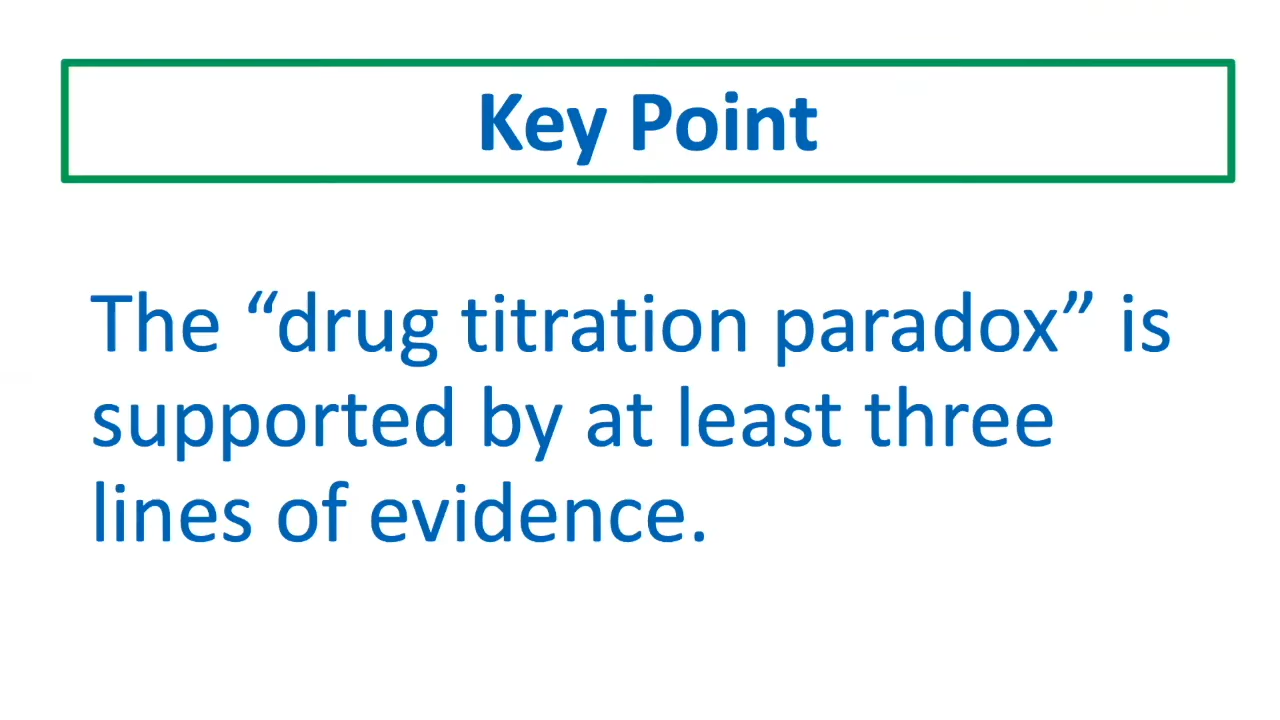 Key Point
The “drug titration paradox” is
supported by at least three
lines of evidence.